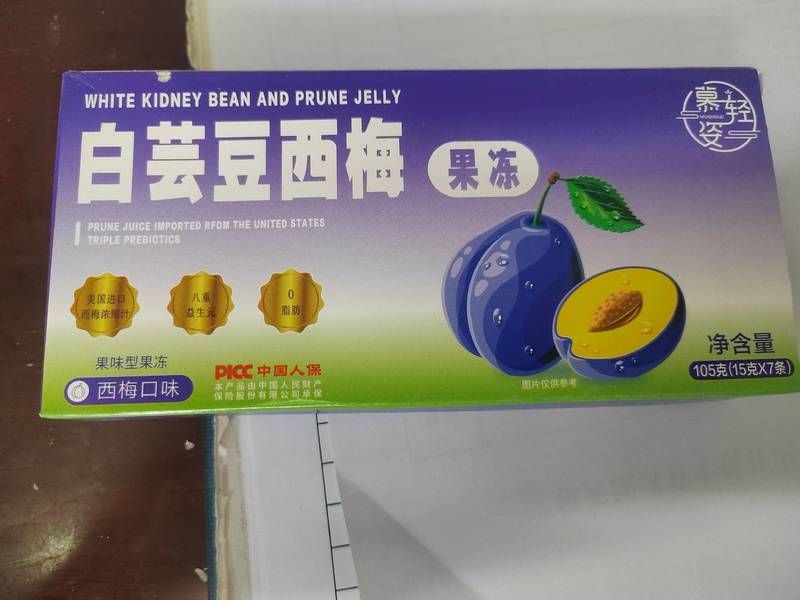 WHITE KIDNEY BEAN AND PRUNE JELLY
白芸豆西梅
果冻
慕轻姿
PRUNE JUICE IMPORTED RFOM THE UNITED STATES
TRIPLE PREBIOTICS
美国进口
西梅浓缩汁
八重
益生元
0
脂肪
果味型果冻
西梅口味
PICC 中国人保
本产品由中国人民财产
保险股份有限公司承保
图片仅供参考
净含量
105克(15克X7条)